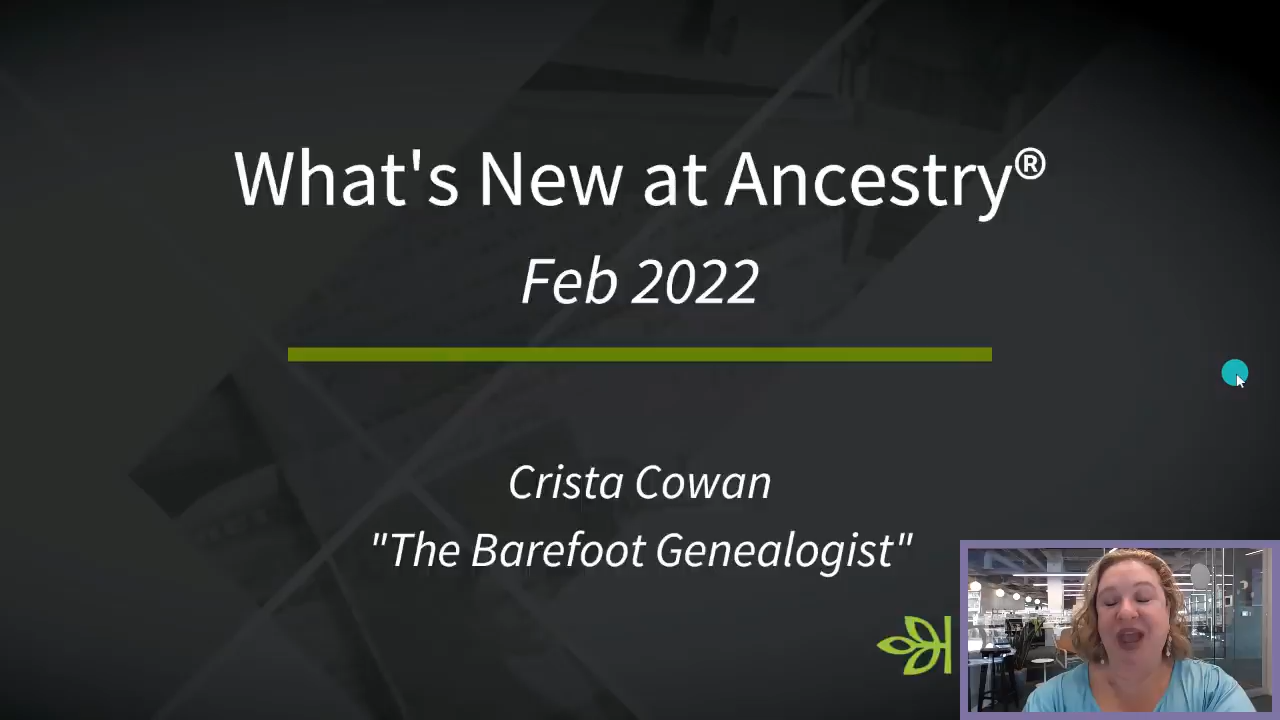 What's New at Ancestry®
Feb 2022
Crista Cowan
"The Barefoot Genealogist"